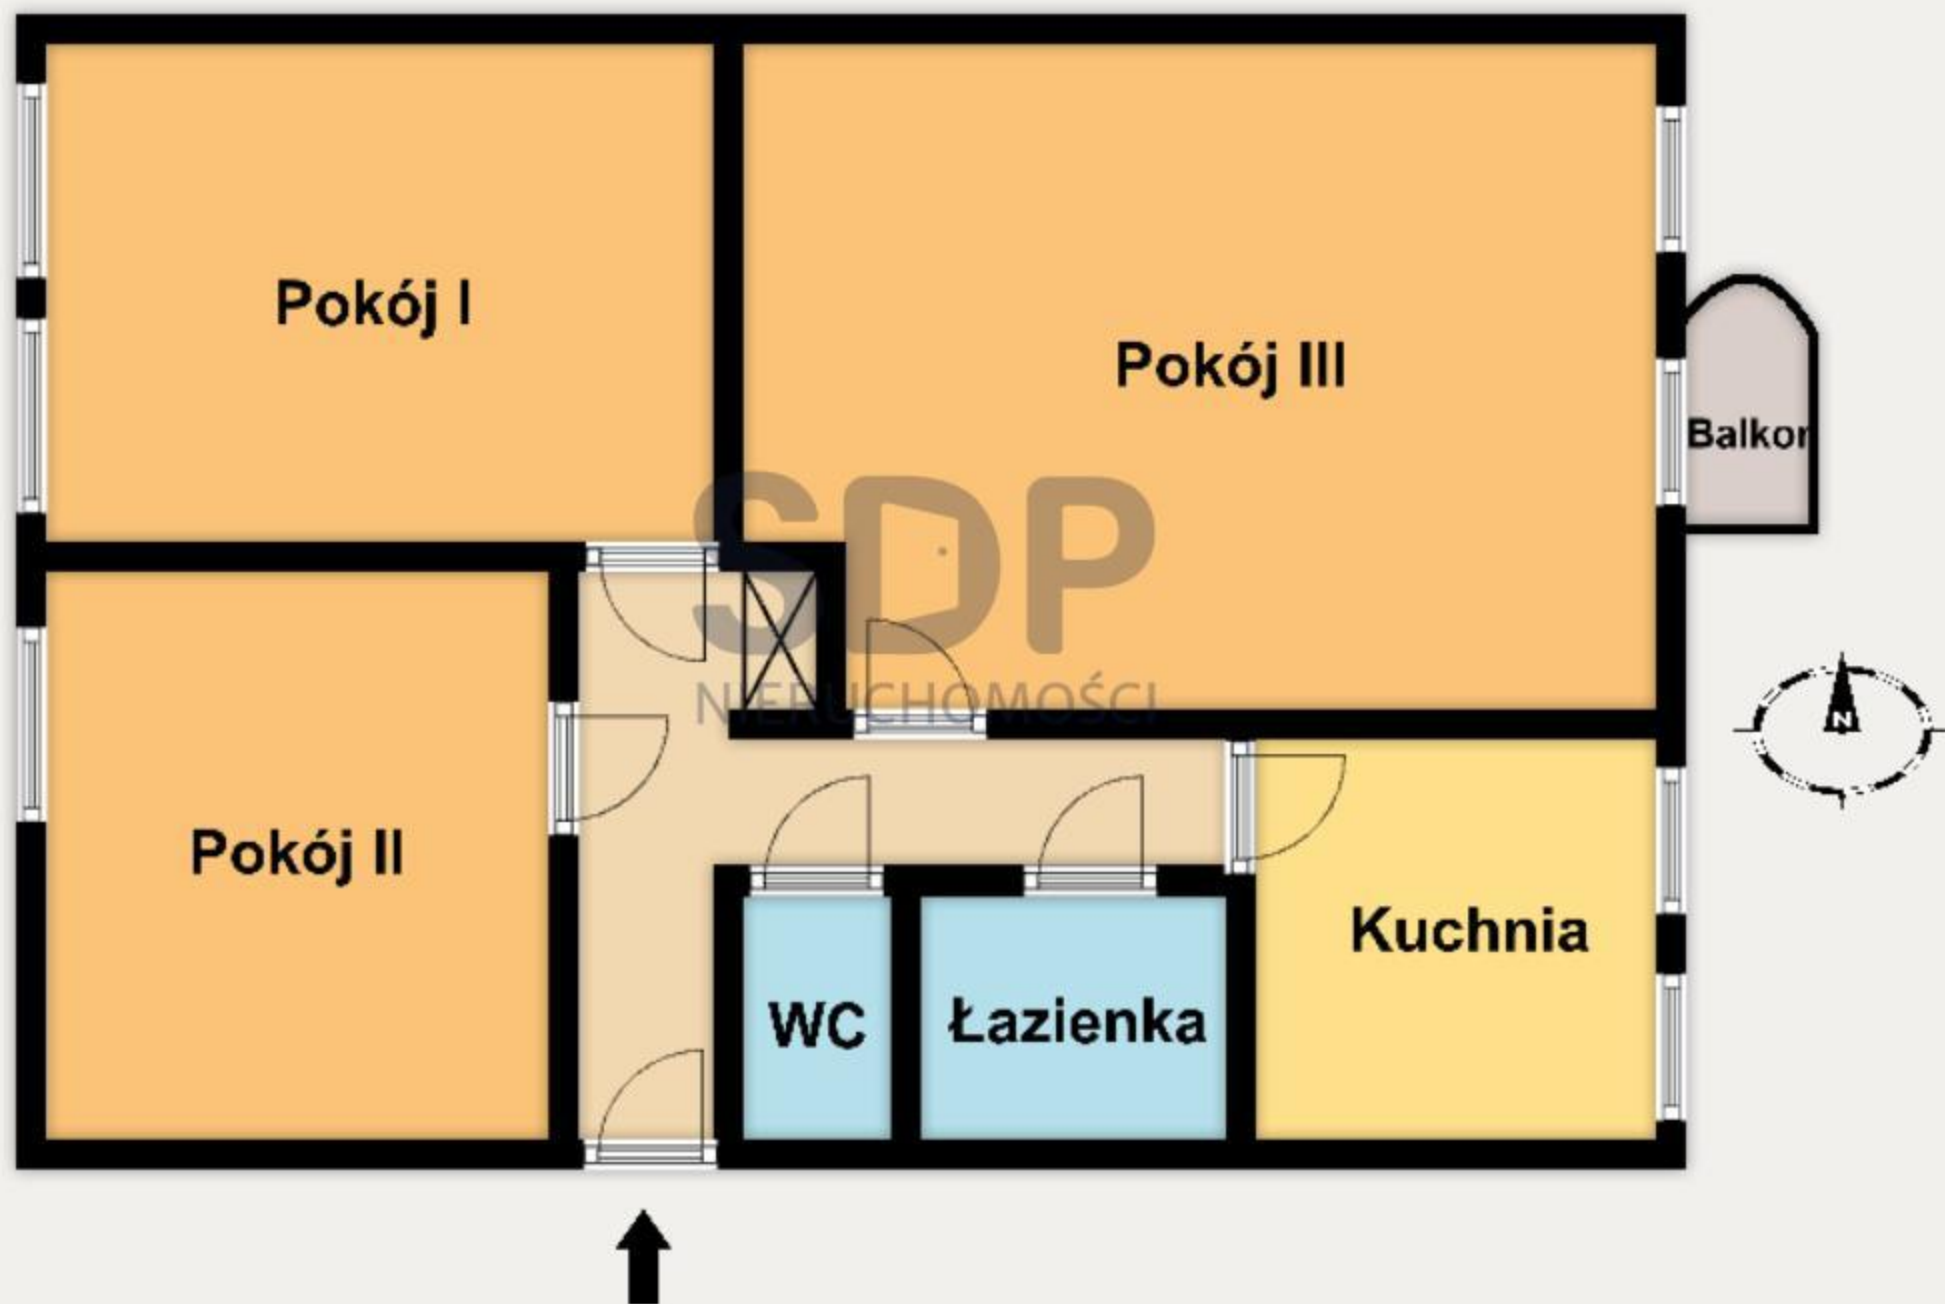 Pokój I
Pokój III
Balkon
SDP
NIERUCHOMOŚCI
N
Pokój II
Kuchnia
WC
Łazienka